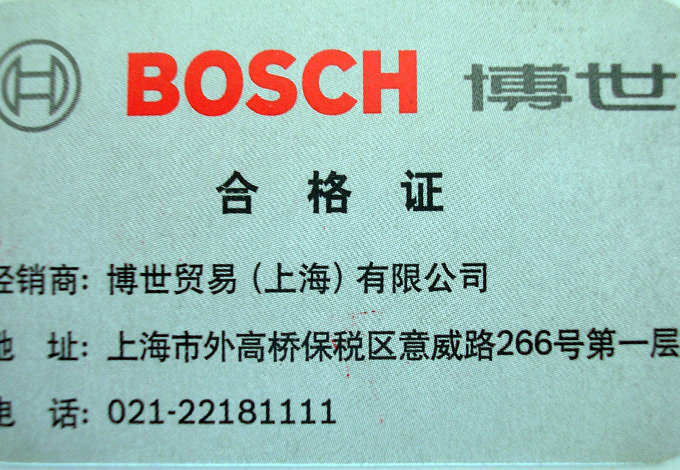 BOSCH 博世
合格证
经销商: 博世贸易(上海)有限公司
地 址: 上海市外高桥保税区意威路266号第一层
电 话: 021-22181111